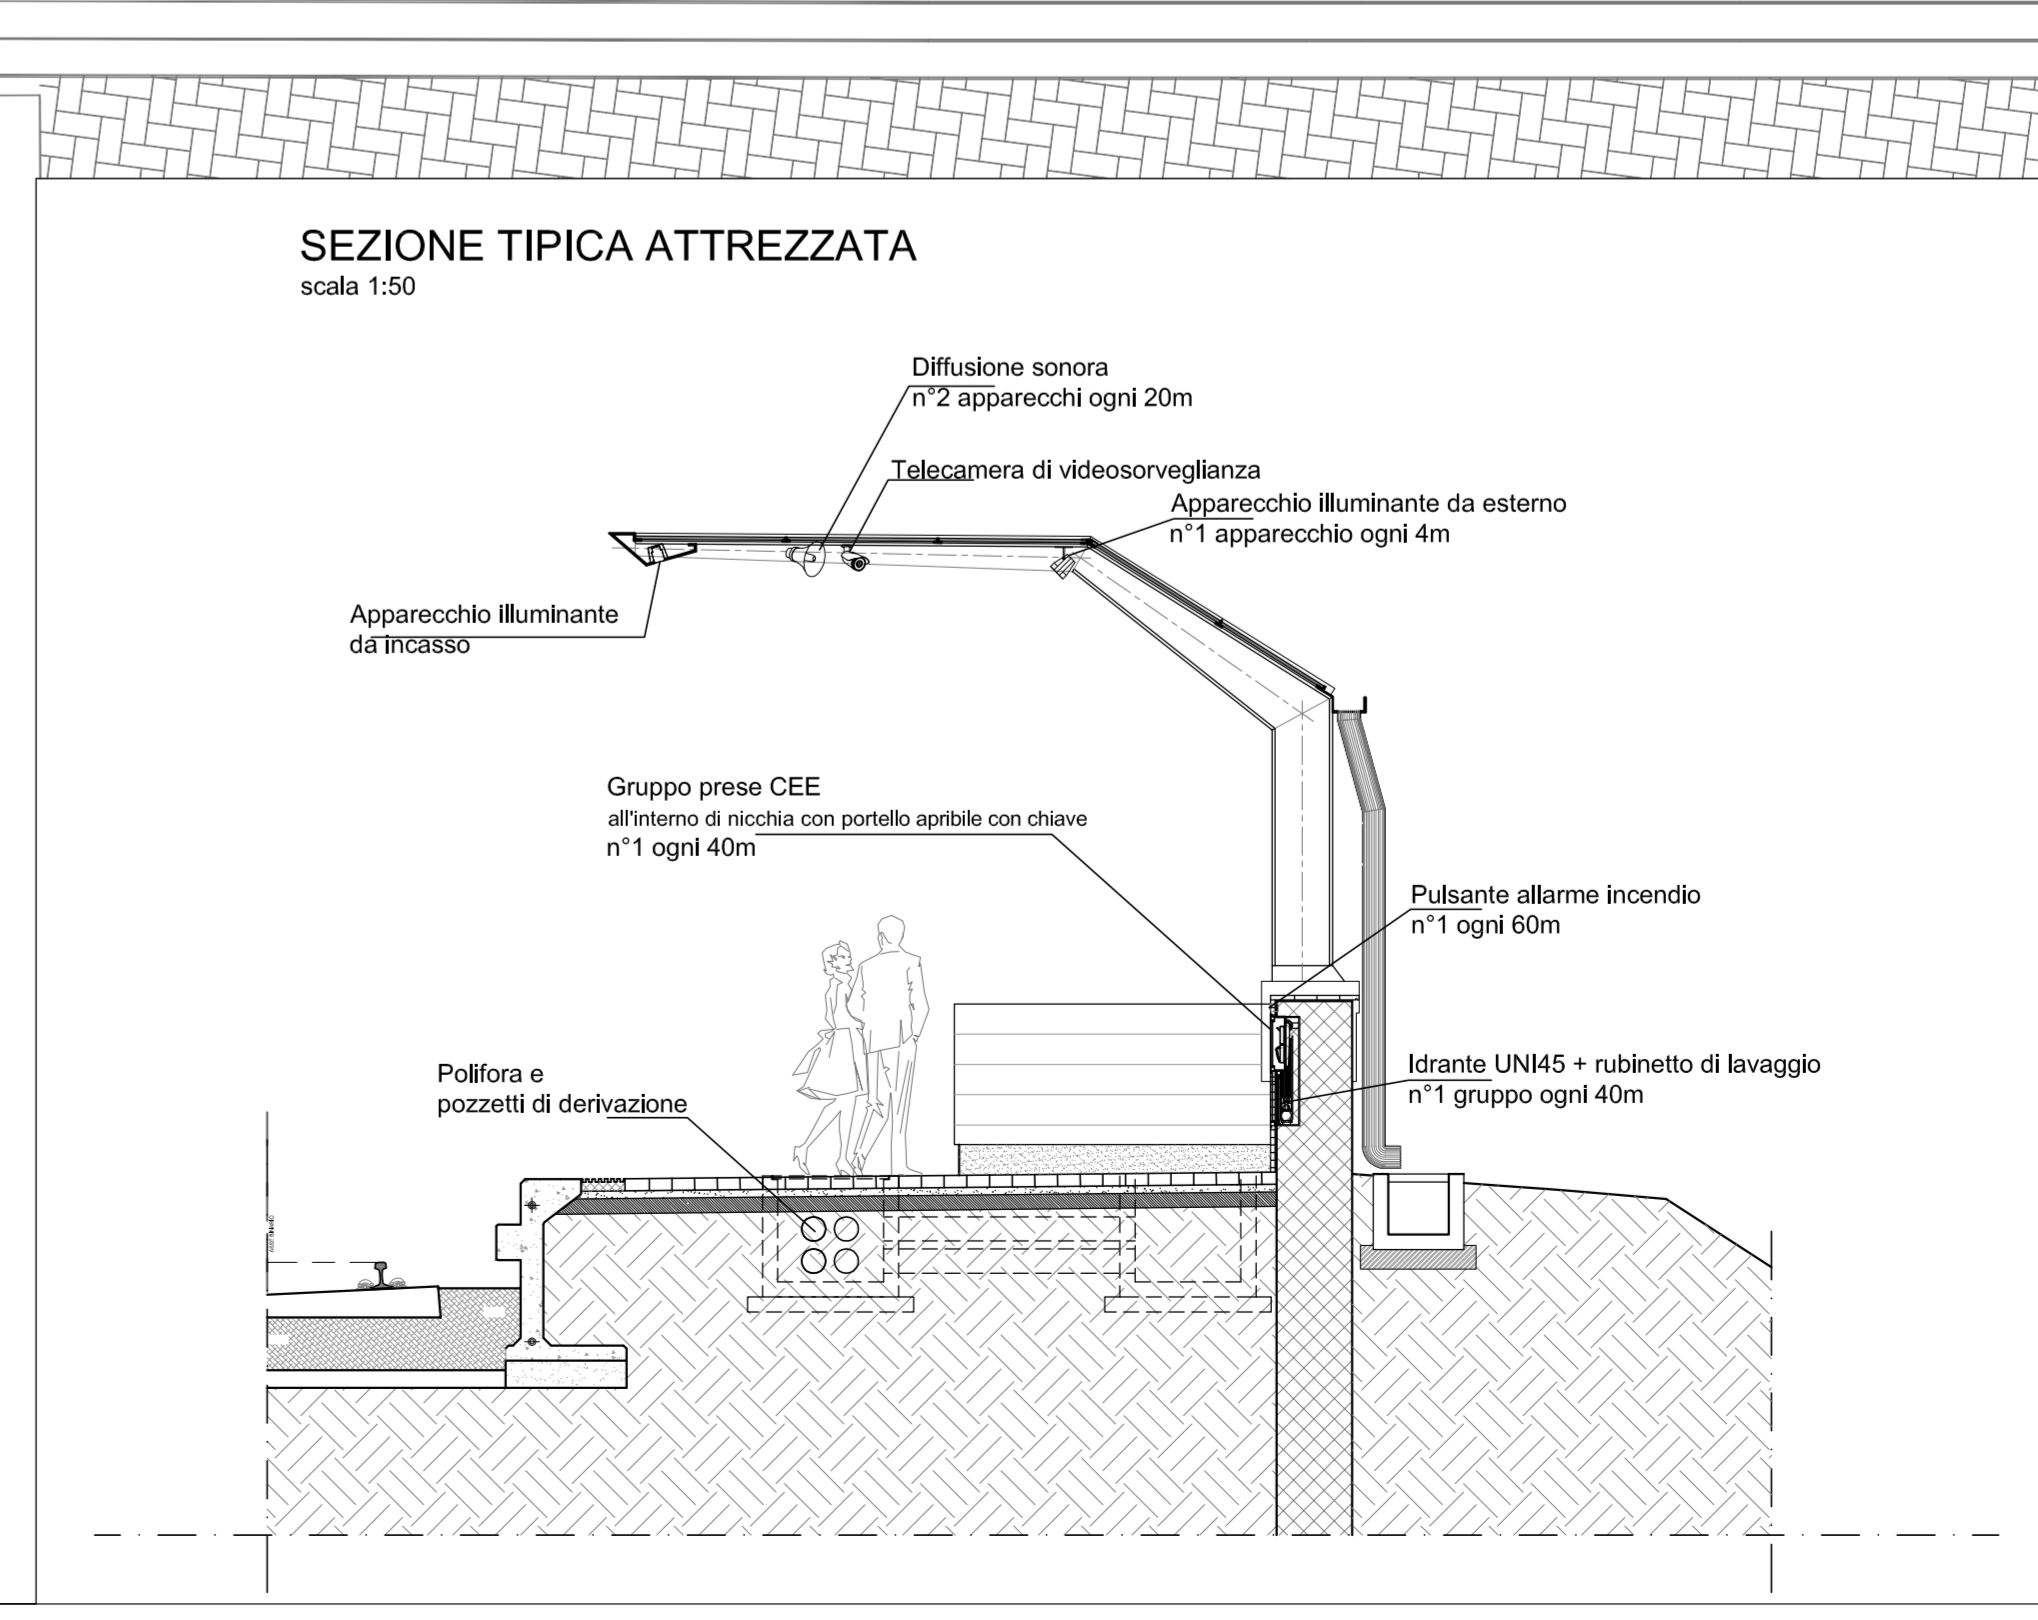 SEZIONE TIPICA ATTREZZATA
scala 1:50
Diffusione sonora
n°2 apparecchi ogni 20m
Telecamera di videosorveglianza
Apparecchio illuminante da esterno
n°1 apparecchio ogni 4m
Apparecchio illuminante
da incasso
Gruppo prese CEE
all'interno di nicchia con portello apribile con chiave
n°1 ogni 40m
Pulsante allarme incendio
n°1 ogni 60m
Idrante UNI45 + rubinetto di lavaggio
n°1 gruppo ogni 40m
Polifora e
pozzetti di derivazione